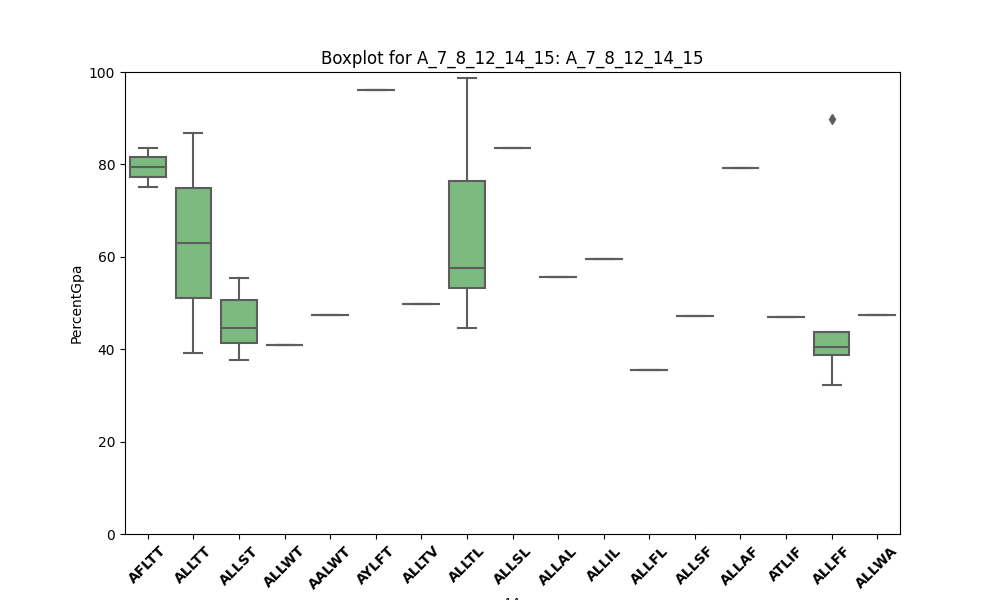 Boxplot for A_7_8_12_14_15: A_7_8_12_14_15
100
80
60
40
20
0
PercentGpa
AFLTT
ALLTT
ALLST
ALLWT
AALWT
AYLFT
ALLTV
ALLTL
ALLSL
ALLAL
ALLIL
ALLFL
ALLSF
ALLAF
ATLIF
ALLFF
ALLWA